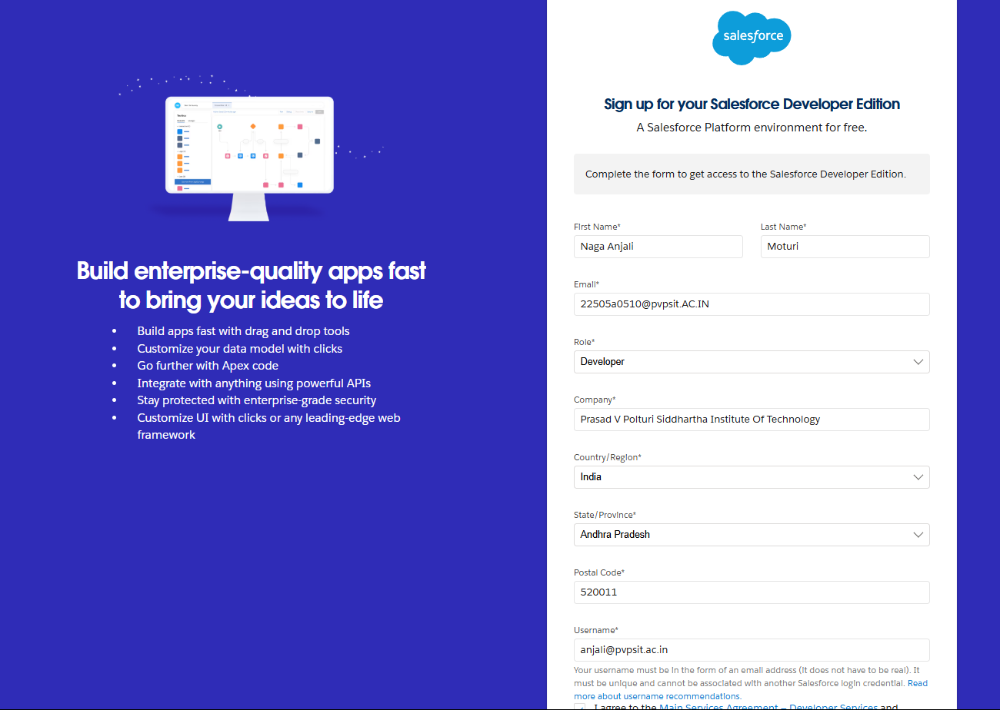 Build enterprise-quality apps fast
to bring your ideas to life
• Build apps fast with drag and drop tools
• Customize your data model with clicks
• Go further with Apex code
• Integrate with anything using powerful APIs
• Stay protected with enterprise-grade security
• Customize UI with clicks or any leading-edge web
framework
salesforce
Sign up for your Salesforce Developer Edition
A Salesforce Platform environment for free.
Complete the form to get access to the Salesforce Developer Edition.
First Name* Last Name*
Naga Anjali Moturi
Email*
22505a0510@pvpsit.AC.IN
Role*
Developer
Company*
Prasad V Polturi Siddhartha Institute Of Technology
Country/Region*
India
State/Province*
Andhra Pradesh
Postal Code*
520011
Username*
anjali@pvpsit.ac.in
Your username must be in the form of an email address (it does not have to be real). It
must be unique and cannot be associated with another Salesforce login credential. Read
more about username recommendations.
I agree to the Main Services Agreement – Developer Services and